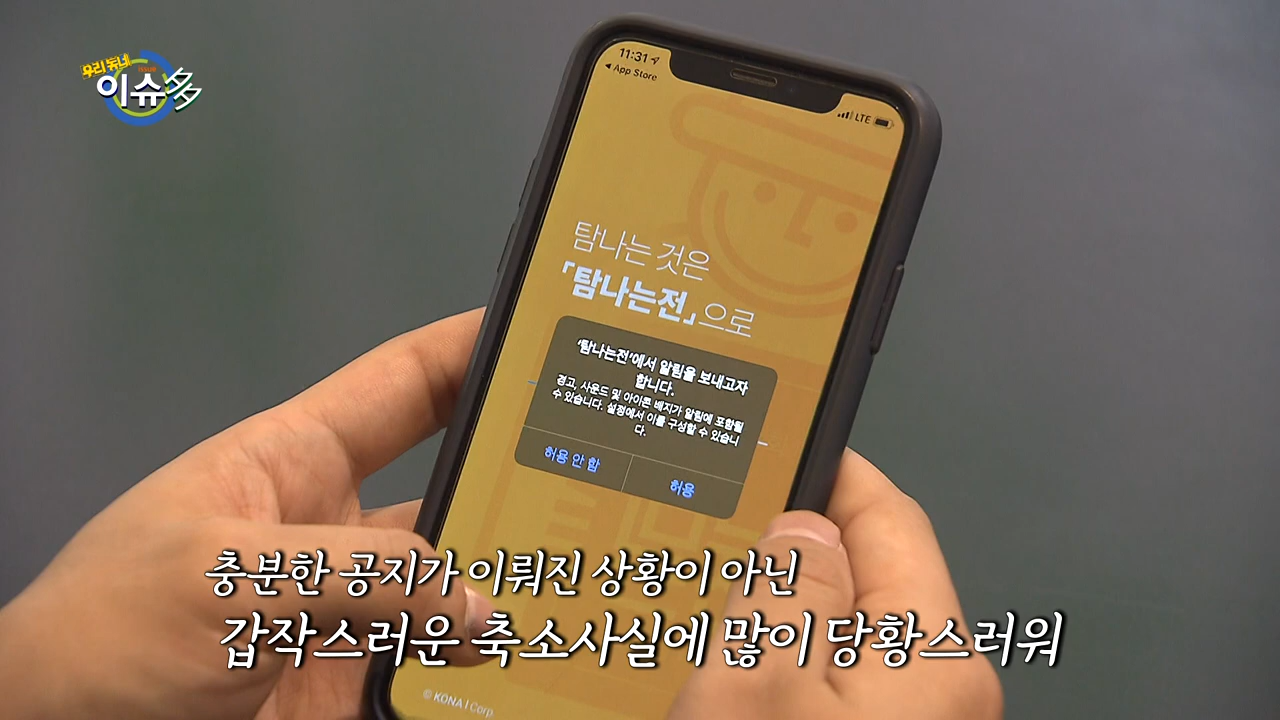 우리동네
이슈多
11:31
App Store
LTE
탐나는 것은
「탐나는전」으로
'탐나는전'에서 알림을 보내고자
합니다.
경고, 사운드 및 아이콘 배지가 알림에 포함될
수 있습니다. 설정에서 이를 구성할 수 있습니
다.
허용 안 함
허용
충분한 공지가 이뤄진 상황이 아닌
갑작스러운 축소사실에 많이 당황스러워
© KONA I Corp